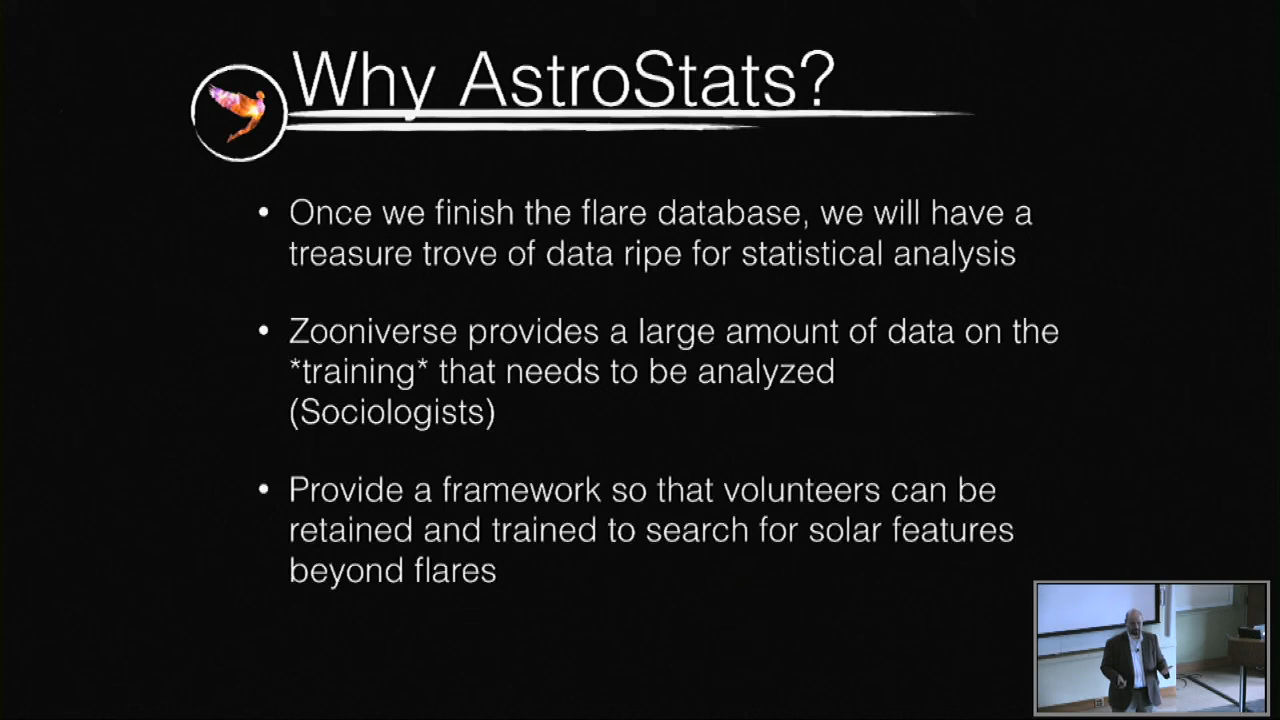 Why AstroStats?
• Once we finish the flare database, we will have a
treasure trove of data ripe for statistical analysis
• Zooniverse provides a large amount of data on the
*training* that needs to be analyzed
(Sociologists)
• Provide a framework so that volunteers can be
retained and trained to search for solar features
beyond flares